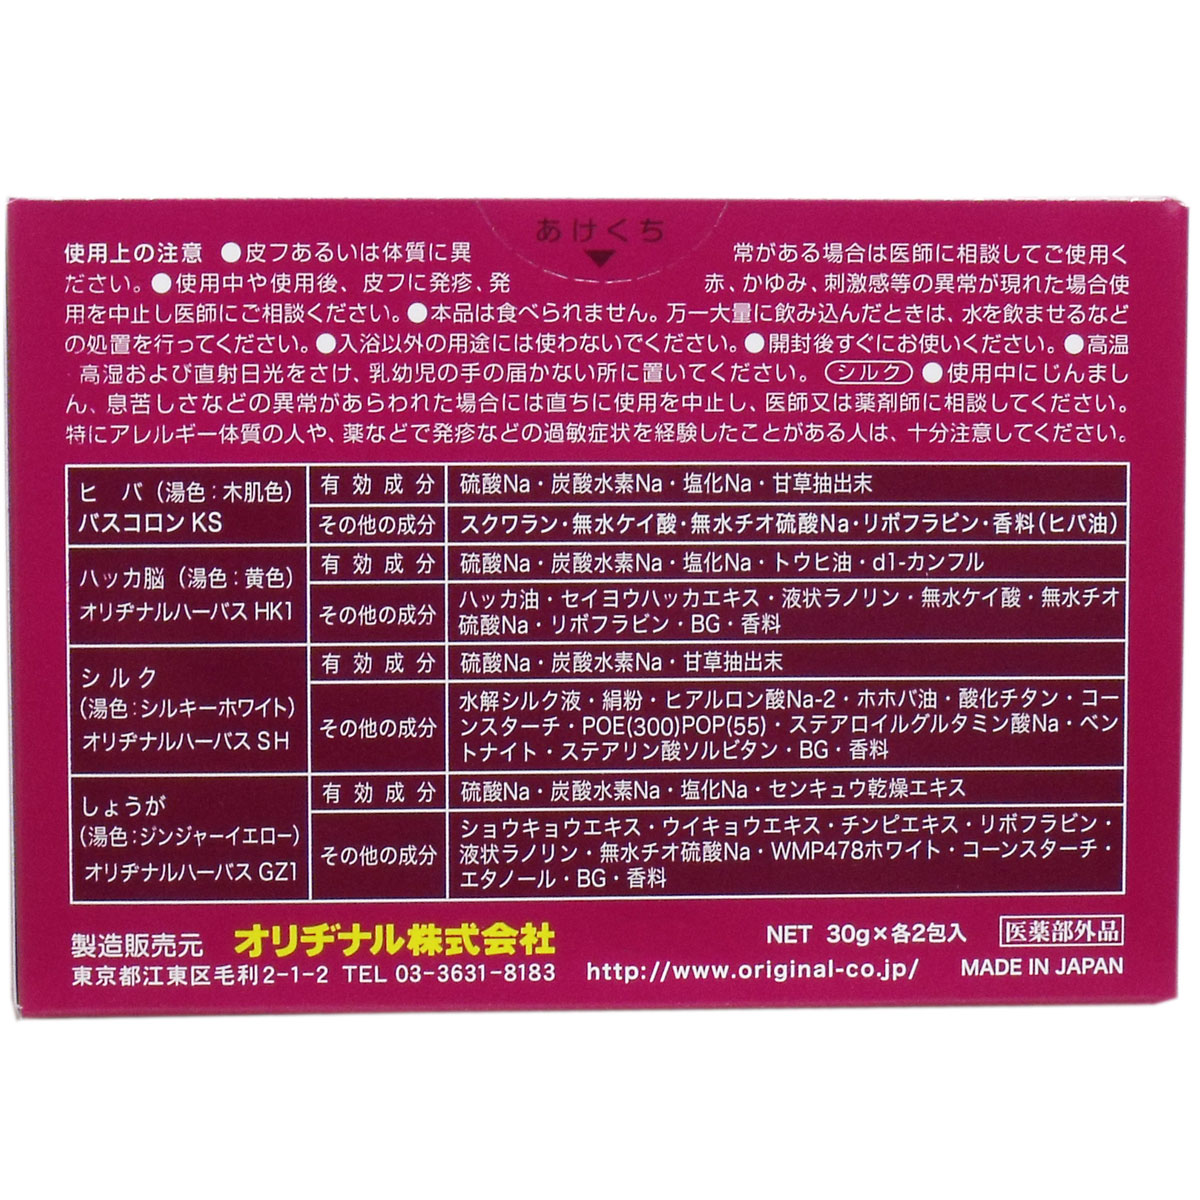 あけくち
使用上の注意 ●皮フあるいは体質に異常がある場合は医師に相談してご使用く
ださい。●使用中や使用後、皮フに発疹、発赤、かゆみ、刺激感等の異常が現れた場合使
用を中止し医師にご相談ください。●本品は食べられません。万一大量に飲み込んだときは、水を飲ませるなど
の処置を行ってください。●入浴以外の用途には使わないでください。●開封後すぐにお使いください。●高温
高湿および直射日光をさけ、乳幼児の手の届かない所に置いてください。 シルク ●使用中にじんまし
ん、息苦しさなどの異常があらわれた場合には直ちに使用を中止し、医師又は薬剤師に相談してください。
特にアレルギー体質の人や、薬などで発疹などの過敏症状を経験したことがある人は、十分注意してください。
ヒバ（湯色：木肌色）
バスコロンKS
有効成分 硫酸Na・炭酸水素Na・塩化Na・甘草抽出末
その他の成分 スクワラン・無水ケイ酸・無水チオ硫酸Na・リボフラビン・香料（ヒバ油）
ハッカ脳（湯色：黄色）
オリヂナルハーバスHK1
有効成分 硫酸Na・炭酸水素Na・塩化Na・トウヒ油・d1-カンフル
その他の成分 ハッカ油・セイヨウハッカエキス・液状ラノリン・無水ケイ酸・無水チオ
硫酸Na・リボフラビン・BG・香料
シルク
（湯色：シルキーホワイト）
オリヂナルハーバスSH
有効成分 硫酸Na・炭酸水素Na・甘草抽出末
その他の成分 水解シルク液・絹粉・ヒアルロン酸Na-2・ホホバ油・酸化チタン・コー
ンスターチ・POE(300)POP(55)・ステアロイルグルタミン酸Na・ベン
トナイト・ステアリン酸ソルビタン・BG・香料
しょうが
（湯色：ジンジャーイエロー）
オリヂナルハーバスGZ1
有効成分 硫酸Na・炭酸水素Na・塩化Na・センキュウ乾燥エキス
その他の成分 ショウキョウエキス・ウイキョウエキス・チンピエキス・リボフラビン・
液状ラノリン・無水チオ硫酸Na・WMP478ホワイト・コーンスターチ・
エタノール・BG・香料
製造販売元 オリヂナル株式会社 NET 30g×各2包入 医薬部外品
東京都江東区毛利2-1-2 TEL 03-3631-8183 http://www.original-co.jp/ MADE IN JAPAN